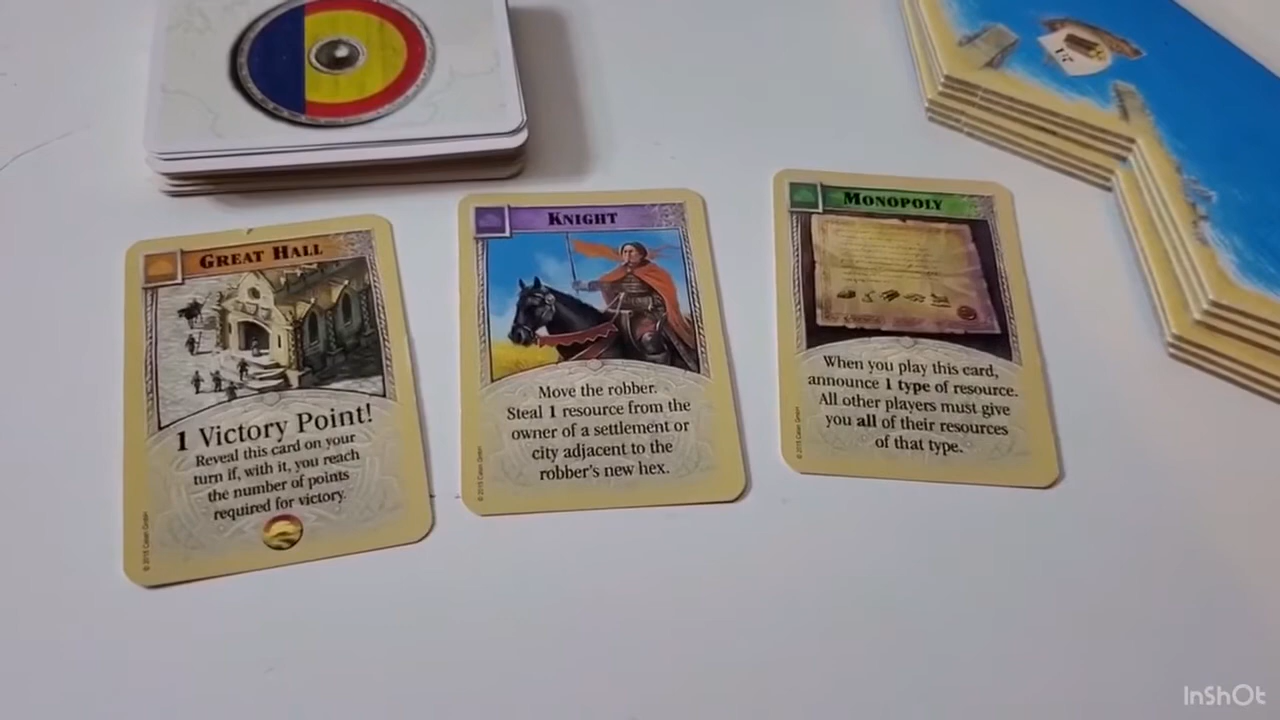 GREAT HALL
1 Victory Point!
Reveal this card on your
turn if, with it, you reach
the number of points
required for victory.
KNIGHT
Move the robber.
Steal 1 resource from the
owner of a settlement or
city adjacent to the
robber's new hex.
© 2015 Catan GmbH
MONOPOLY
When you play this card,
announce 1 type of resource.
All other players must give
you all of their resources
of that type.
InShOt